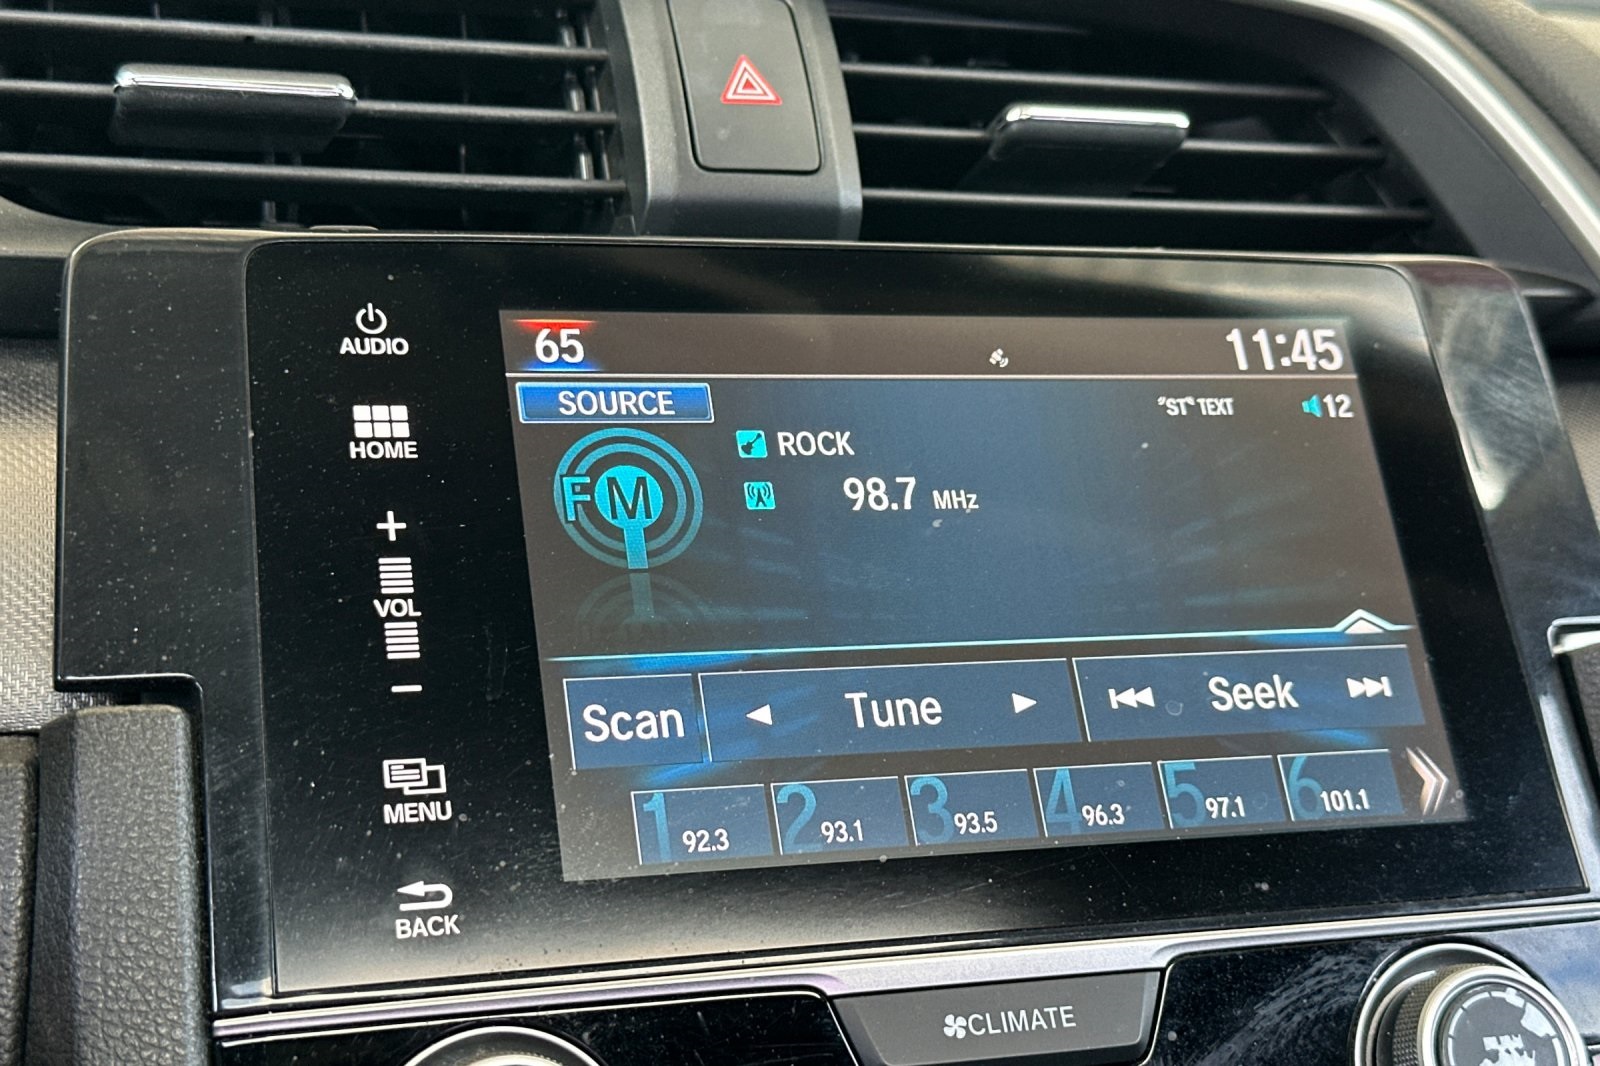 AUDIO
HOME
+
VOL
−
MENU
BACK
65
11:45
SOURCE
"ST" TEXT
12
FM
ROCK
98.7 MHz
Scan
Tune
Seek
1 92.3
2 93.1
3 93.5
4 96.3
5 97.1
6 101.1
CLIMATE